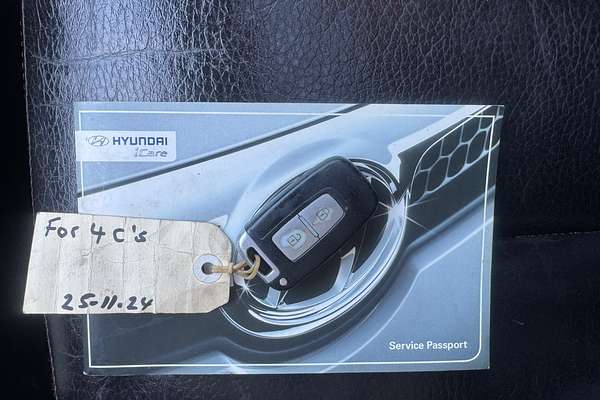 HYUNDAI
iCare
For 4 C's
25-11-24
Service Passport